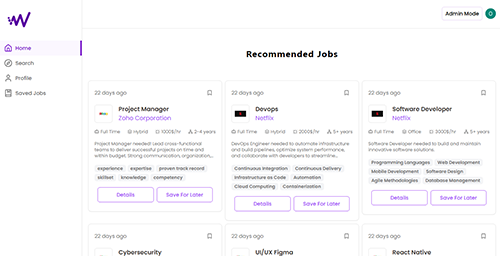 Admin Mode
O
Home
Search
Profile
Saved Jobs
Recommended Jobs
22 days ago
Project Manager
Zoho Corporation
Full Time Hybrid 1000$/hr 2-4 years
Project Manager needed! Lead cross-functional
teams to deliver successful projects on time and
within budget. Strong communication, organization,...
experience expertise proven track record
skillset knowledge competency
Details Save For Later
22 days ago
Devops
Netflix
Full Time Hybrid 2000$/hr 5+ years
DevOps Engineer needed to automate infrastructure
and build pipelines, optimize system performance,
and collaborate with developers to streamline...
Continuous Integration Continuous Delivery
Infrastructure as Code Automation
Cloud Computing Containerization
Details Save For Later
22 days ago
Software Developer
Netflix
Full Time Office 3000$/hr 5+ years
Software Developer needed to build and maintain
innovative software solutions.
Programming Languages Web Development
Mobile Development Software Design
Agile Methodologies Database Management
Details Save For Later
22 days ago
Cybersecurity
22 days ago
UI/UX Figma
22 days ago
React Native